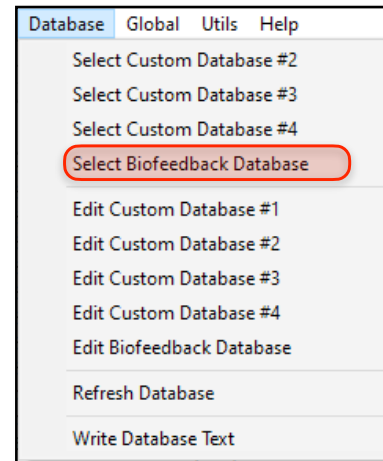 Database Global Utils Help
Select Custom Database #2
Select Custom Database #3
Select Custom Database #4
Select Biofeedback Database
Edit Custom Database #1
Edit Custom Database #2
Edit Custom Database #3
Edit Custom Database #4
Edit Biofeedback Database
Refresh Database
Write Database Text